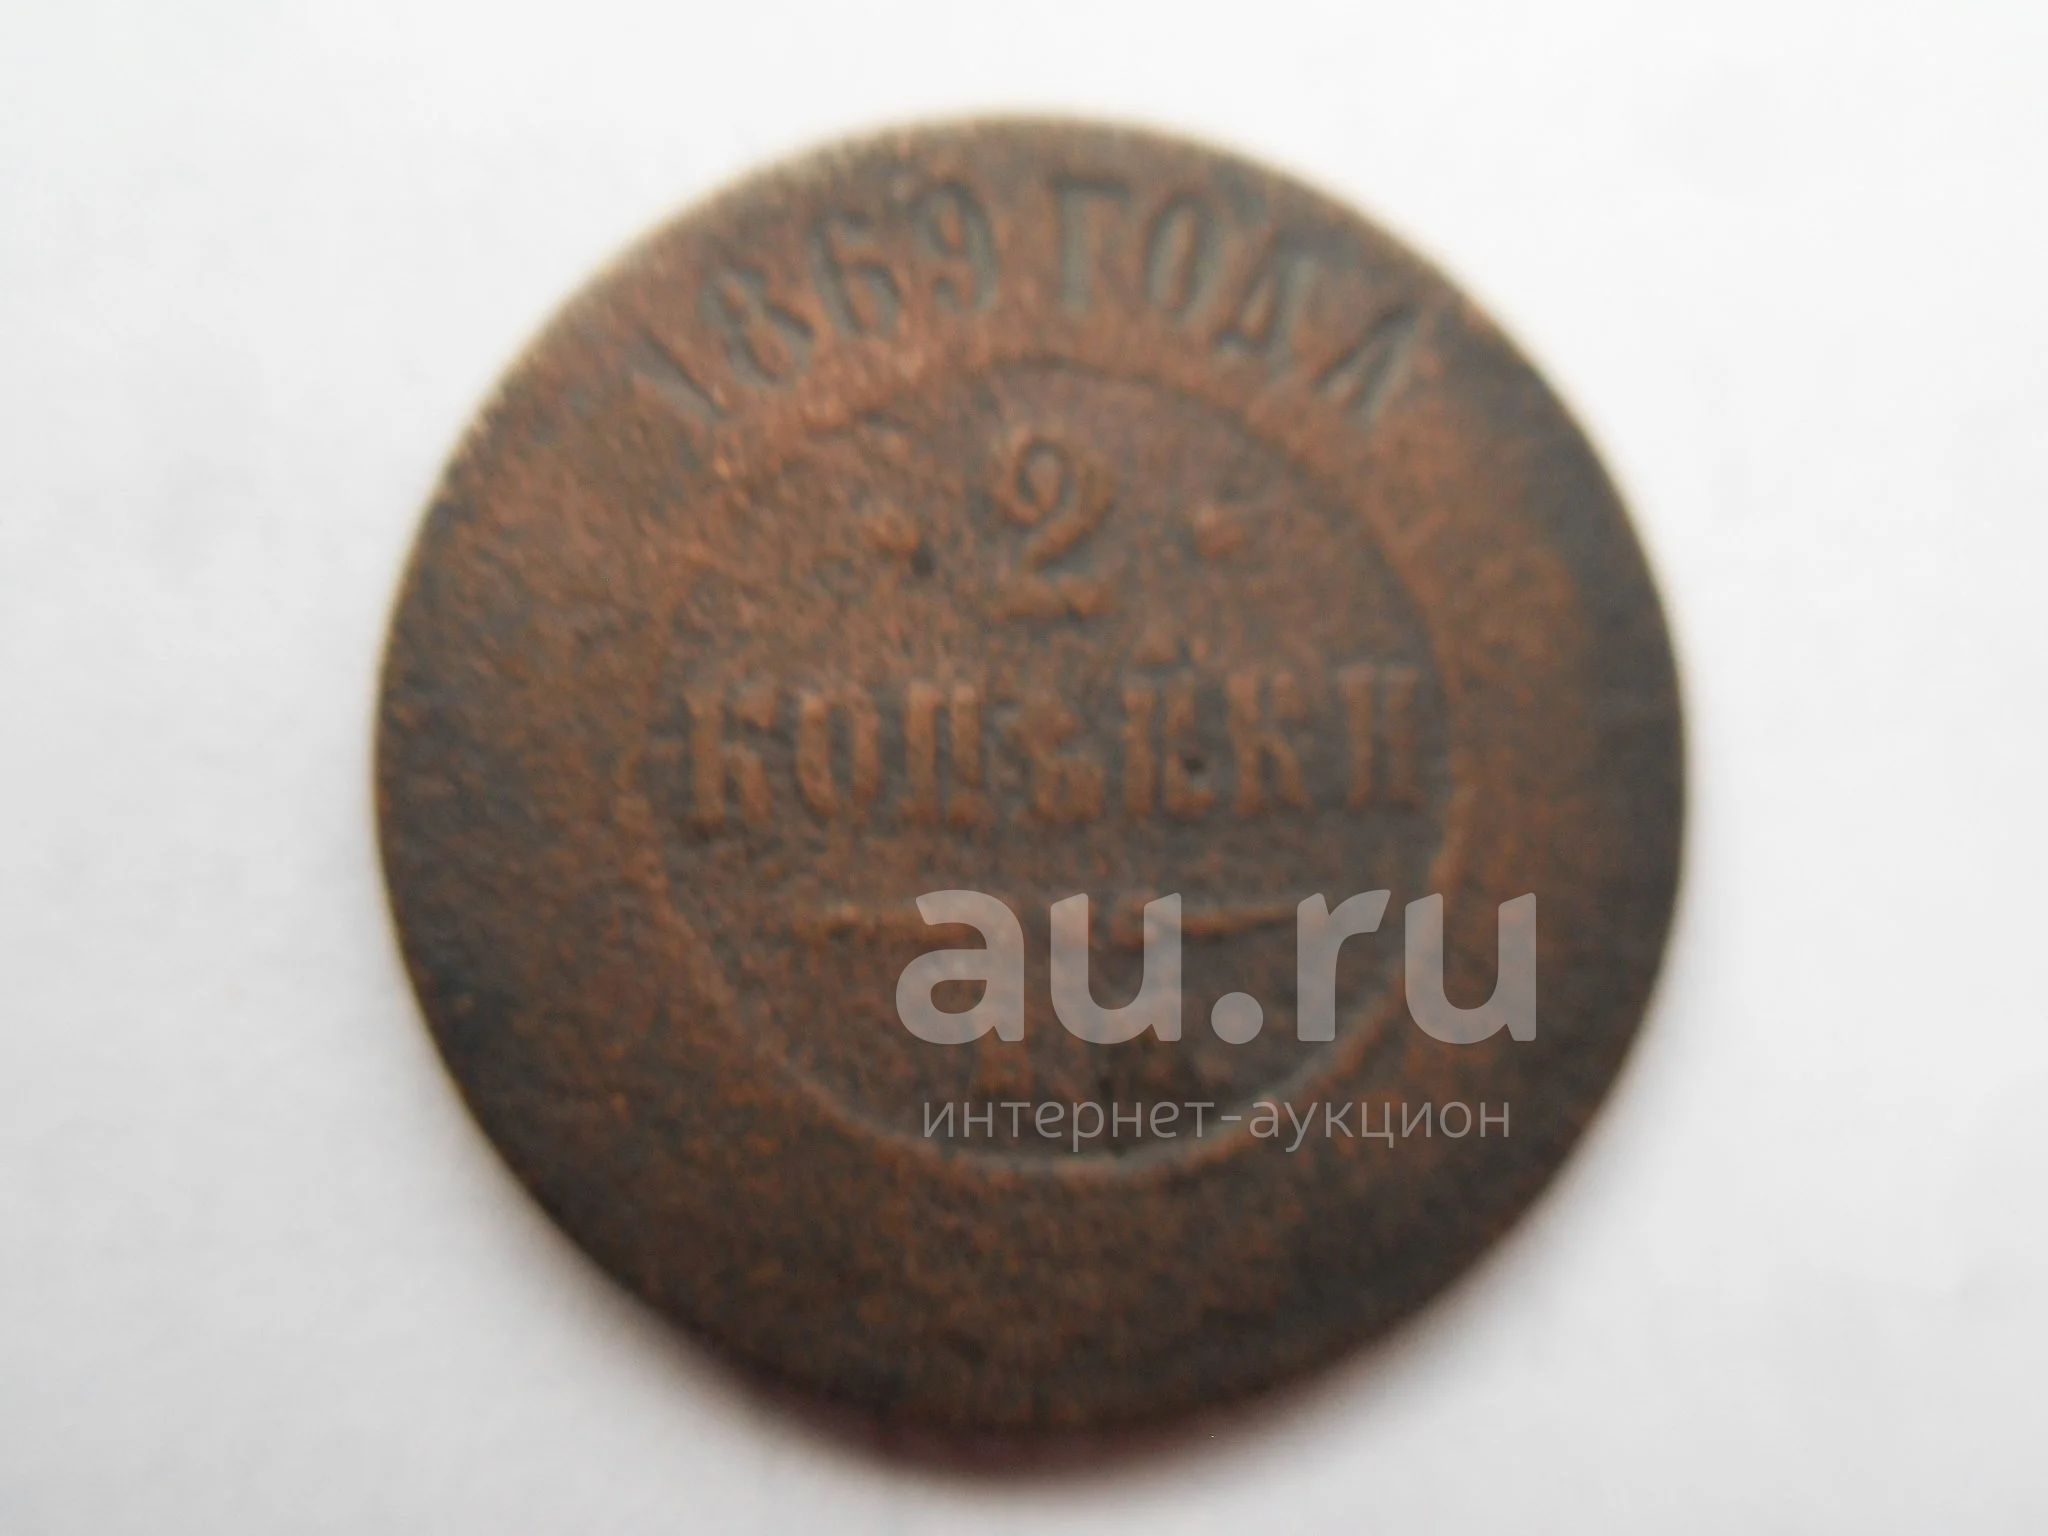 1869 ГОДА
2
КОПѢЙКИ
au.ru
интернет-аукцион